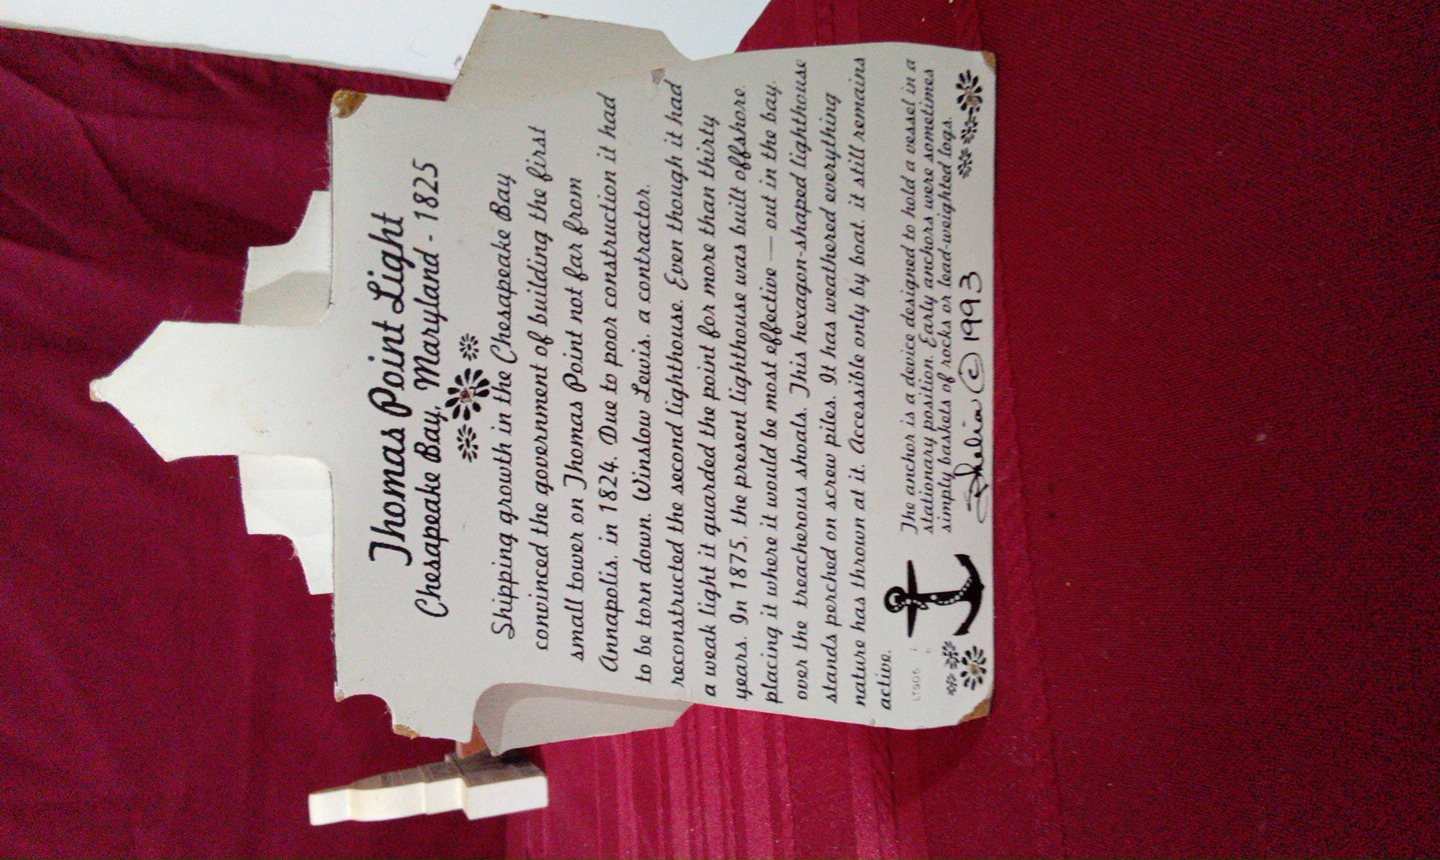 Thomas Point Light
Chesapeake Bay, Maryland - 1825
Shipping growth in the Chesapeake Bay
convinced the government of building the first
small tower on Thomas Point not far from
Annapolis, in 1824. Due to poor construction it had
to be torn down. Winslow Lewis, a contractor,
reconstructed the second lighthouse. Even though it had
a weak light it guarded the point for more than thirty
years. In 1875, the present lighthouse was built offshore
placing it where it would be most effective — out in the bay,
over the treacherous shoals. This hexagon-shaped lighthouse
stands perched on screw piles. It has weathered everything
nature has thrown at it. Accessible only by boat, it still remains
active.
LTS05
The anchor is a device designed to hold a vessel in a
stationary position. Early anchors were sometimes
simply baskets of rocks or lead-weighted logs.
Shelia © 1993